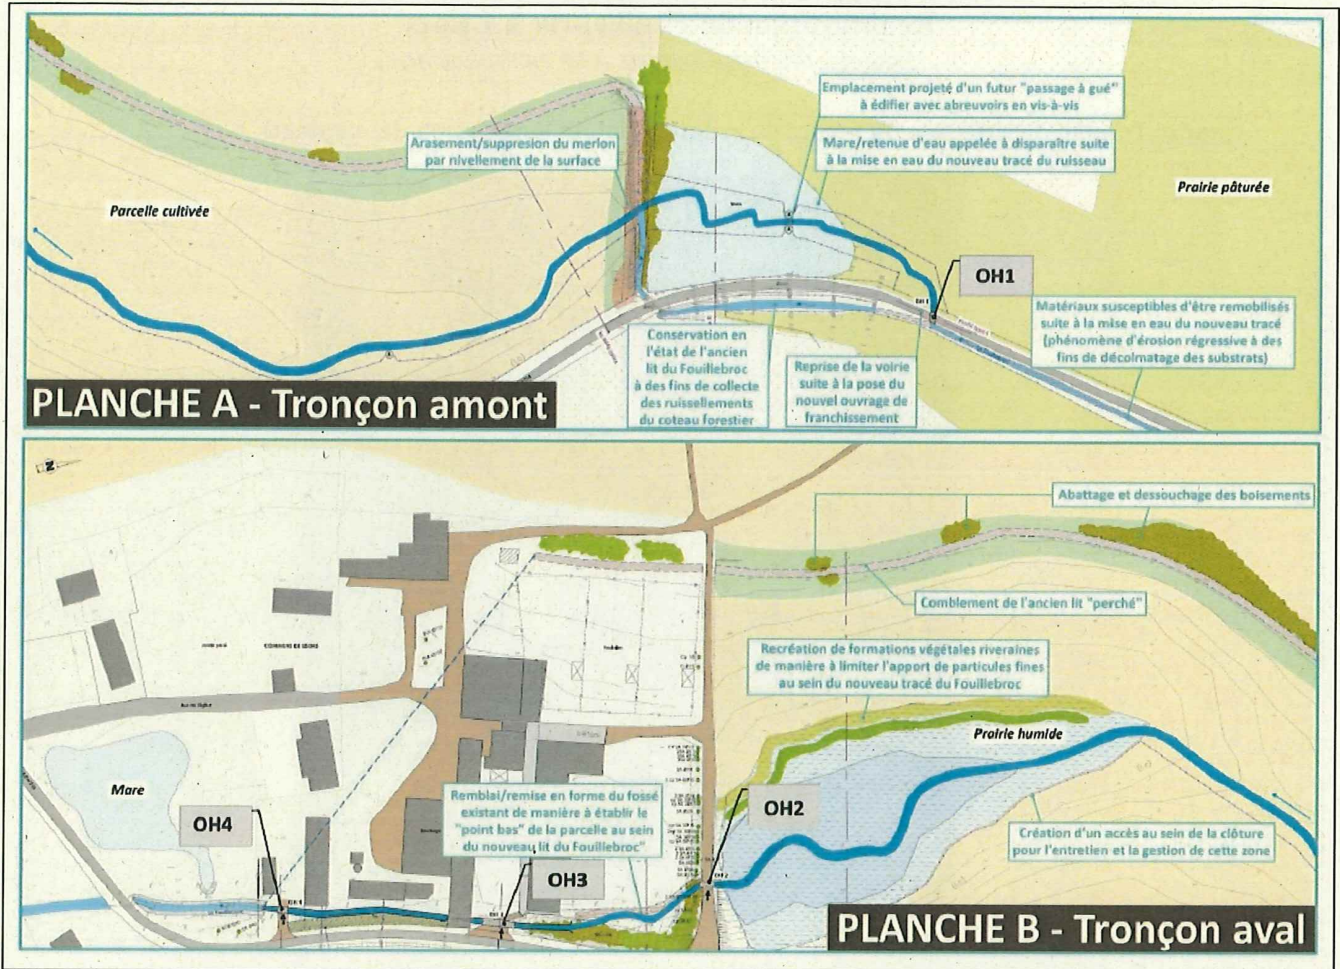 Emplacement projeté d'un futur "passage à gué"
à édifier avec abreuvoirs en vis-à-vis
Arasement/suppresion du merlon
par nivellement de la surface
Mare/retenue d'eau appelée à disparaître suite
à la mise en eau du nouveau tracé du ruisseau
Prairie pâturée
Parcelle cultivée
OH1
Matériaux susceptibles d'être remobilisés
suite à la mise en eau du nouveau tracé
(phénomène d'érosion régressive à des
fins de décolmatage des substrats)
Conservation en
l'état de l'ancien
lit du Fouillebroc
à des fins de collecte
des ruissellements
du coteau forestier
Reprise de la voirie
suite à la pose du
nouvel ouvrage de
franchissement
PLANCHE A - Tronçon amont
N
Abattage et dessouchage des boisements
Comblement de l'ancien lit "perché"
Recréation de formations végétales riveraines
de manière à limiter l'apport de particules fines
au sein du nouveau tracé du Fouillebroc
Prairie humide
Mare
OH4
Remblai/remise en forme du fossé
existant de manière à établir le
"point bas" de la parcelle au sein
du nouveau lit du Fouillebroc"
OH2
OH3
Création d'un accès au sein de la clôture
pour l'entretien et la gestion de cette zone
PLANCHE B - Tronçon aval